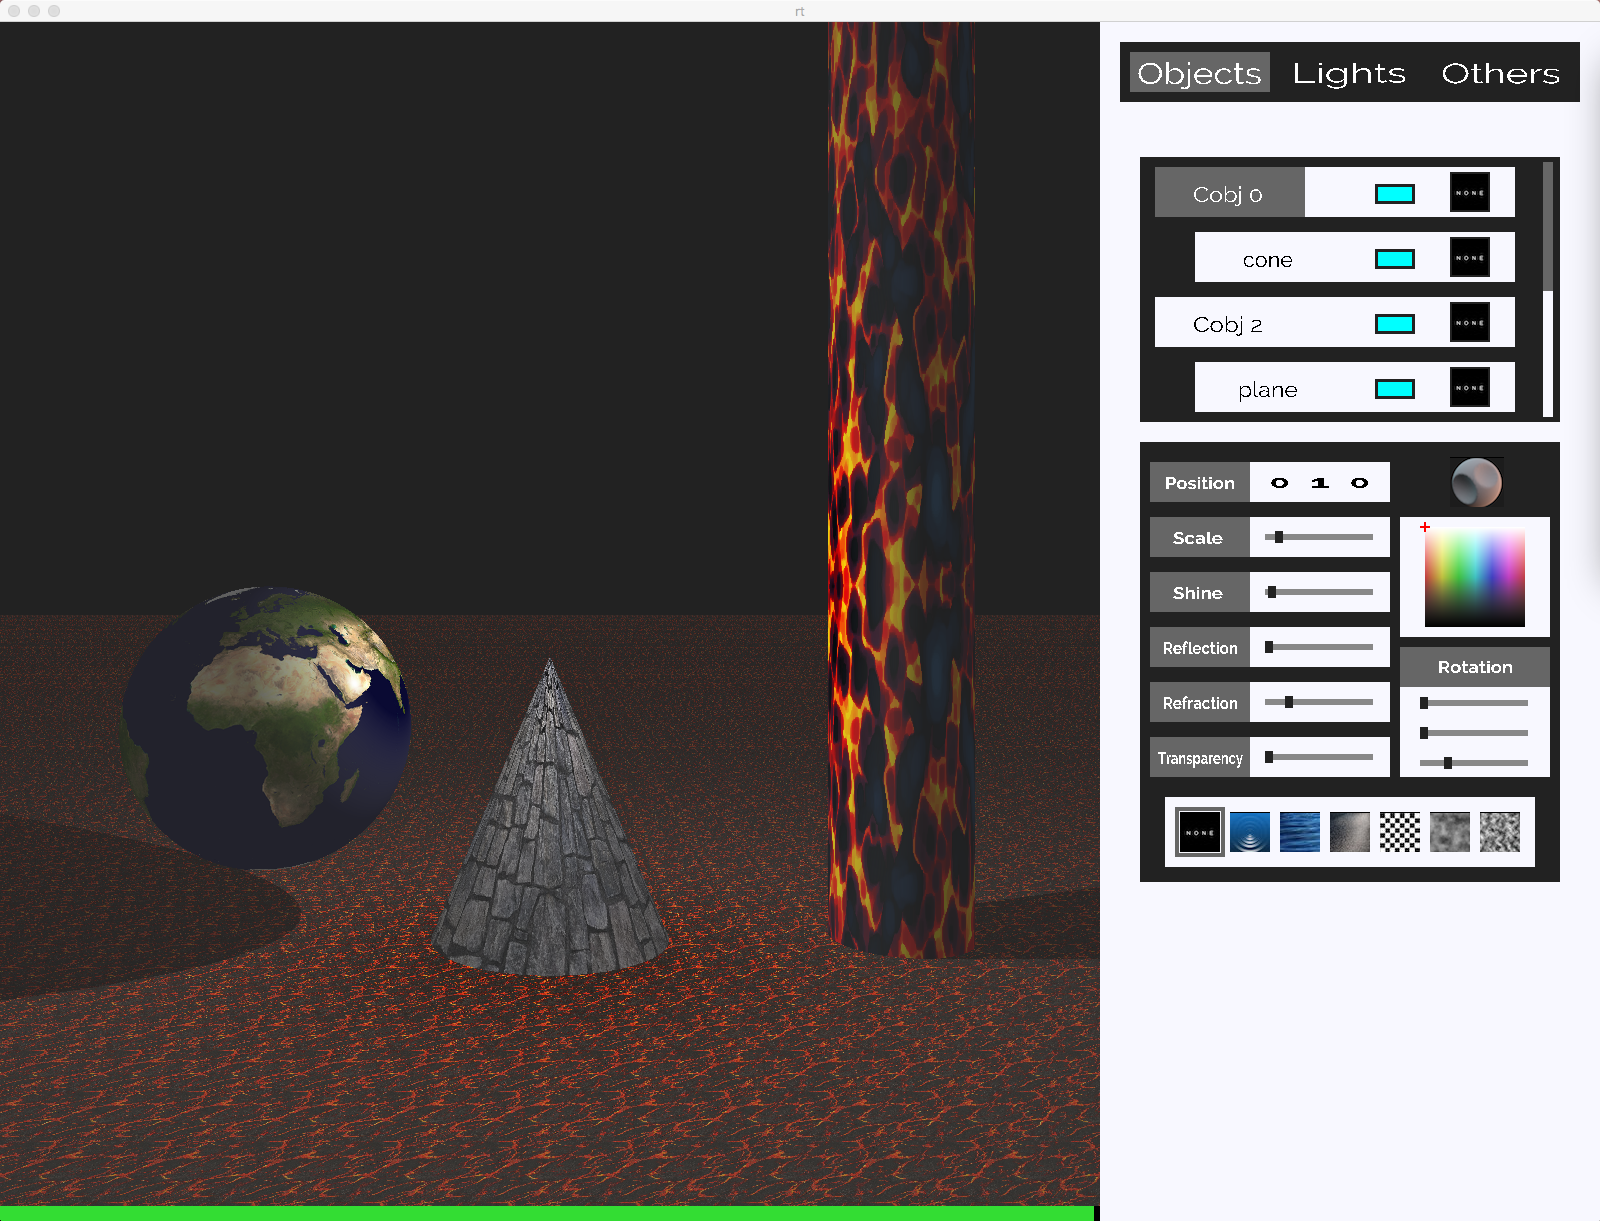 rt
Objects Lights Others
Cobj 0 NONE
cone NONE
Cobj 2 NONE
plane NONE
Position 0 1 0
Scale
Shine
Reflection
Refraction
Transparency
Rotation
NONE